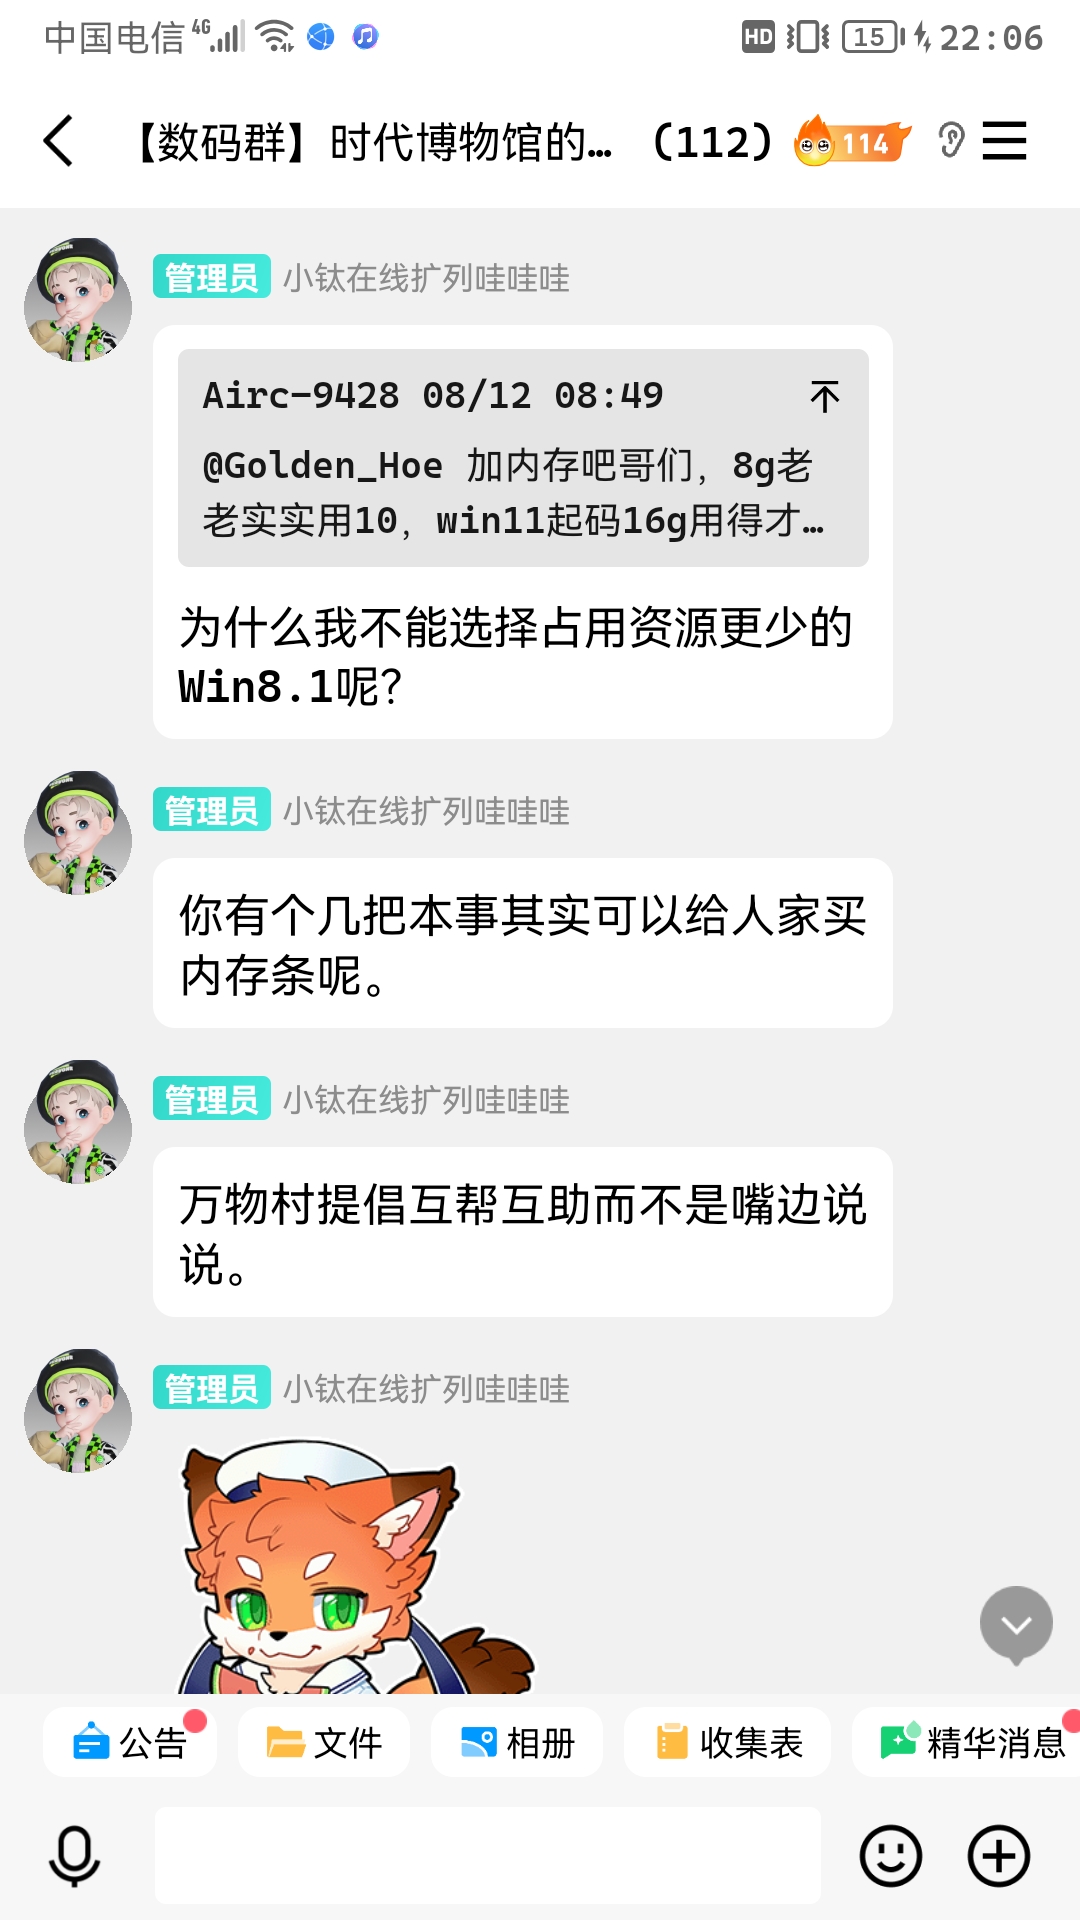 中国电信 4G HD 15 22:06
【数码群】时代博物馆的... (112) 114
管理员 小钛在线扩列哇哇哇
Airc-9428 08/12 08:49
@Golden_Hoe 加内存吧哥们，8g老
老实实用10，win11起码16g用得才...
为什么我不能选择占用资源更少的
Win8.1呢？
管理员 小钛在线扩列哇哇哇
你有个几把本事其实可以给人家买
内存条呢。
管理员 小钛在线扩列哇哇哇
万物村提倡互帮互助而不是嘴边说
说。
管理员 小钛在线扩列哇哇哇
公告 文件 相册 收集表 精华消息